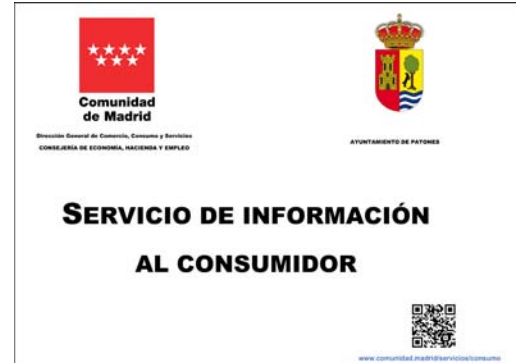 Comunidad
de Madrid
Dirección General de Comercio, Consumo y Servicios
CONSEJERÍA DE ECONOMÍA, HACIENDA Y EMPLEO
AYUNTAMIENTO DE PATONES
SERVICIO DE INFORMACIÓN
AL CONSUMIDOR
www.comunidad.madrid/servicios/consumo